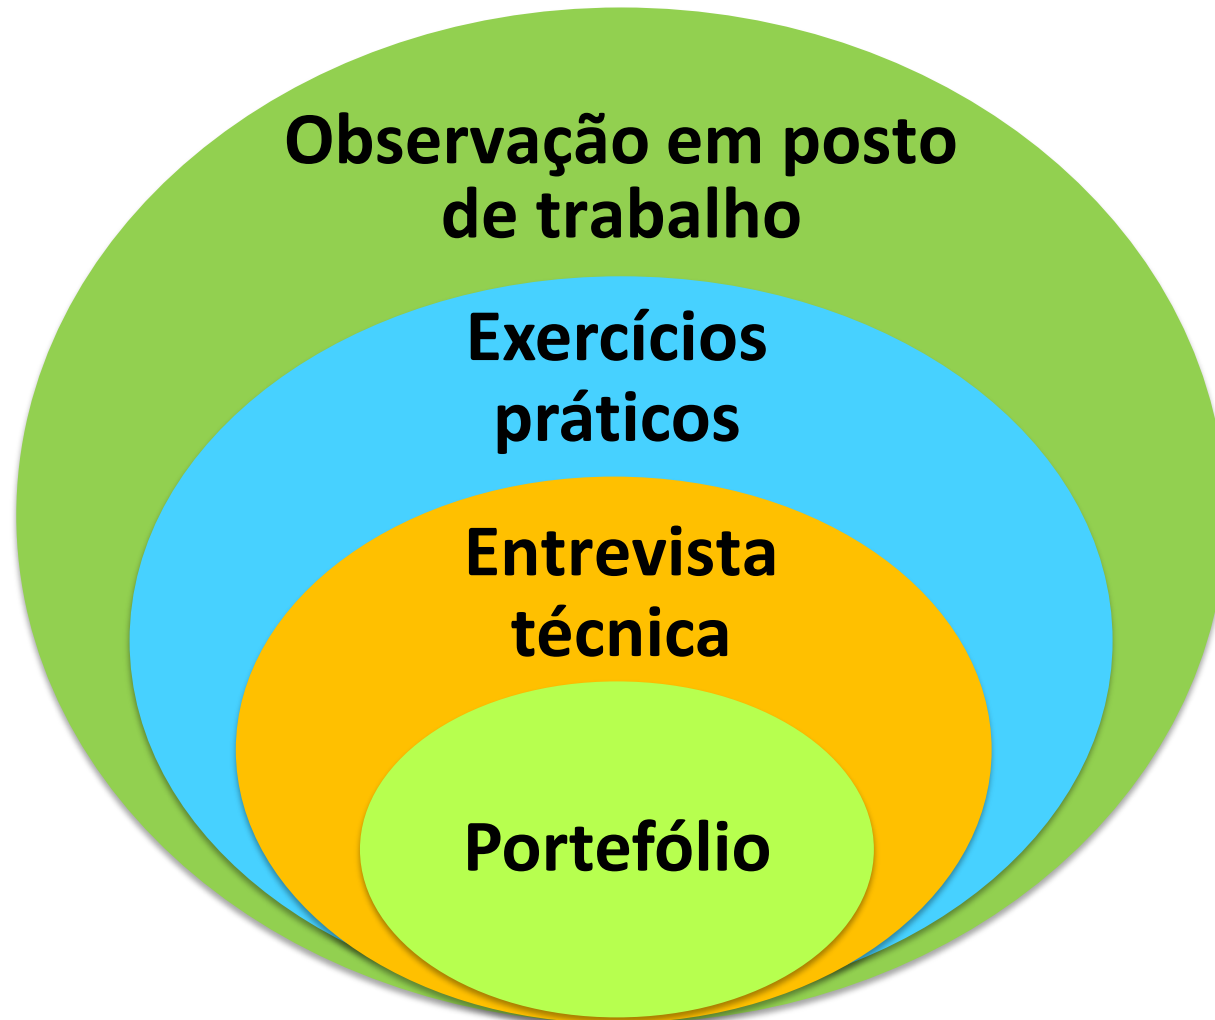 Observação em posto
de trabalho
Exercícios
práticos
Entrevista
técnica
Portefólio